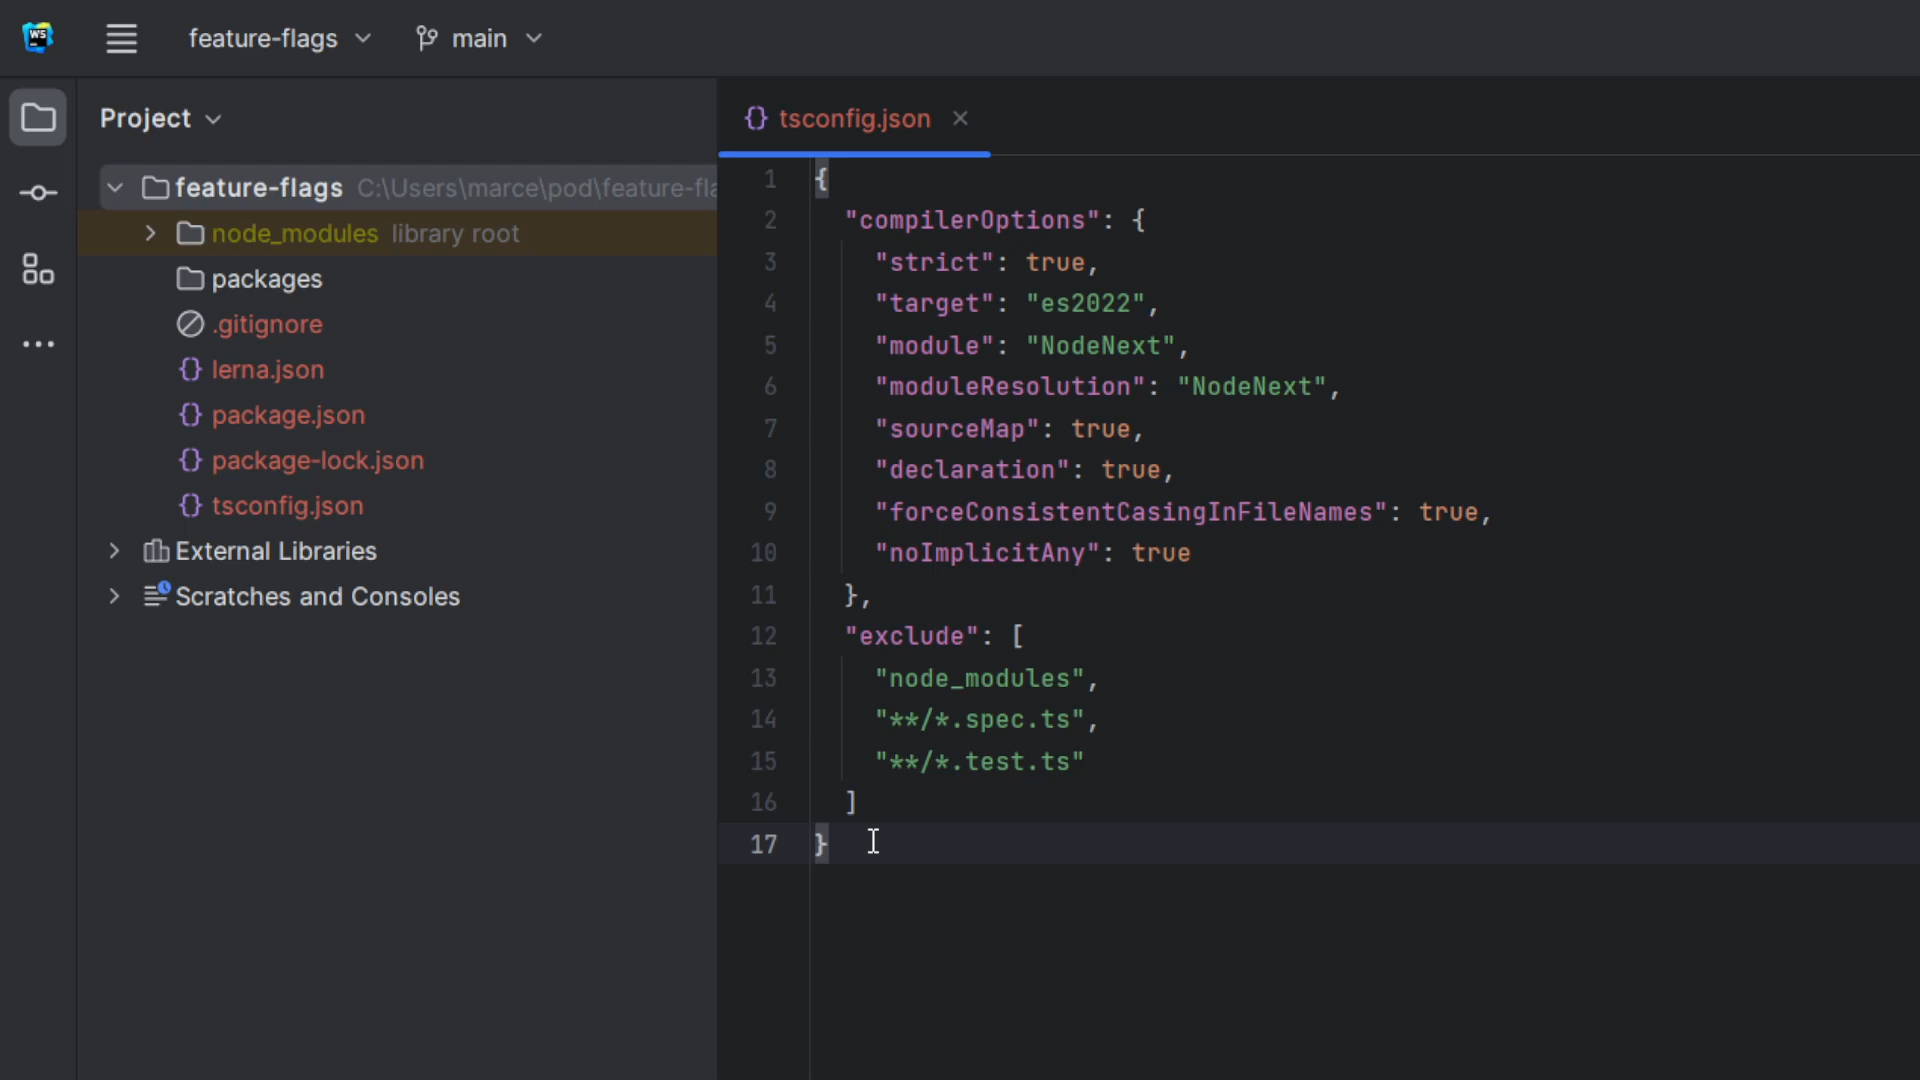 WS
feature-flags
main
Project
feature-flags C:\Users\marce\pod\feature-fla
node_modules library root
packages
.gitignore
lerna.json
package.json
package-lock.json
tsconfig.json
External Libraries
Scratches and Consoles
tsconfig.json
1 {
2 "compilerOptions": {
3 "strict": true,
4 "target": "es2022",
5 "module": "NodeNext",
6 "moduleResolution": "NodeNext",
7 "sourceMap": true,
8 "declaration": true,
9 "forceConsistentCasingInFileNames": true,
10 "noImplicitAny": true
11 },
12 "exclude": [
13 "node_modules",
14 "**/*.spec.ts",
15 "**/*.test.ts"
16 ]
17 }